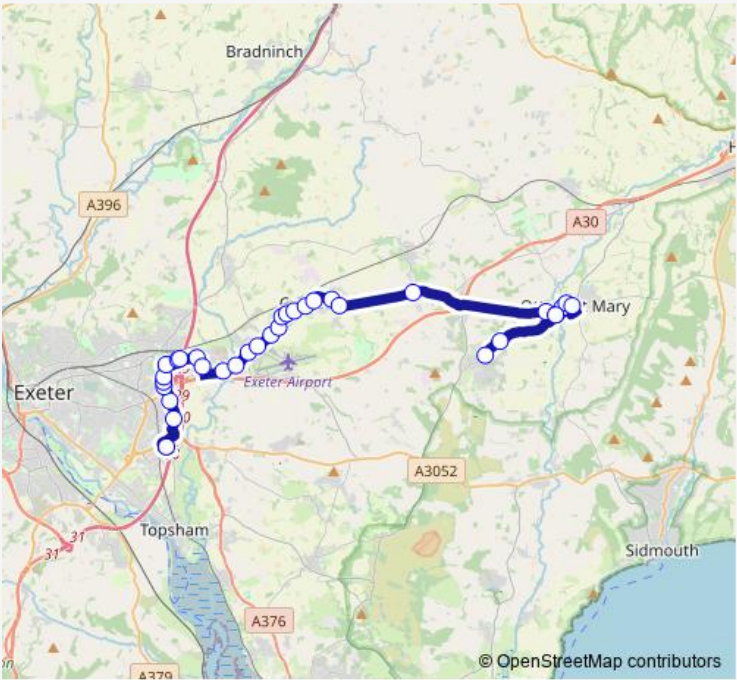 Bradninch
A396
A30
Mary
Exeter
Exeter Airport
A3052
Topsham
31
31
Sidmouth
A376
A379
© OpenStreetMap contributors